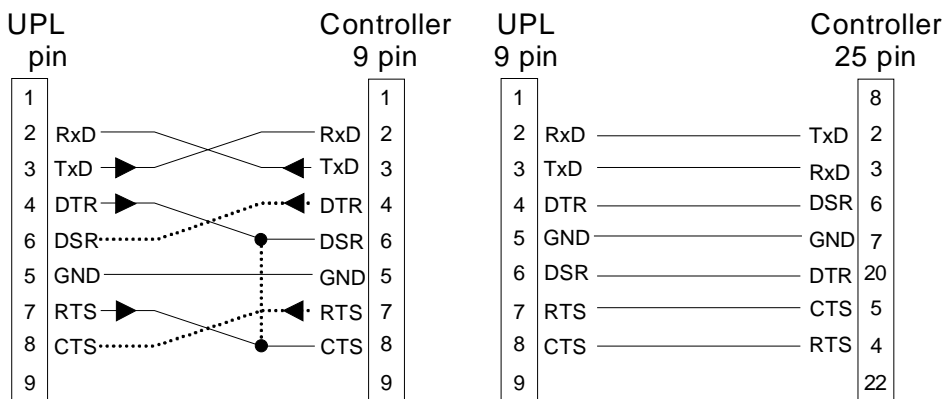 UPL Controller UPL Controller
pin 9 pin 9 pin 25 pin
1 1 1 8
2 RxD RxD 2 2 RxD TxD 2
3 TxD TxD 3 3 TxD RxD 3
4 DTR DTR 4 4 DTR DSR 6
6 DSR DSR 6 5 GND GND 7
5 GND GND 5 6 DSR DTR 20
7 RTS RTS 7 7 RTS CTS 5
8 CTS CTS 8 8 CTS RTS 4
9 9 9 22